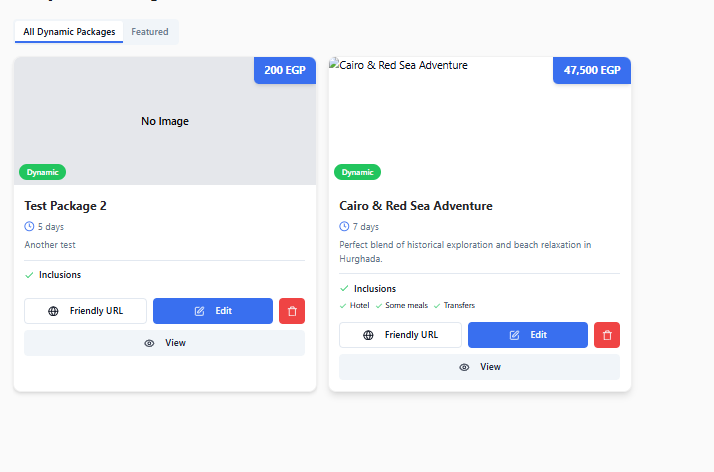 All Dynamic Packages
Featured
200 EGP
No Image
Dynamic
Test Package 2
5 days
Another test
Inclusions
Friendly URL
Edit
View
Cairo & Red Sea Adventure
47,500 EGP
Dynamic
Cairo & Red Sea Adventure
7 days
Perfect blend of historical exploration and beach relaxation in
Hurghada.
Inclusions
Hotel Some meals Transfers
Friendly URL
Edit
View